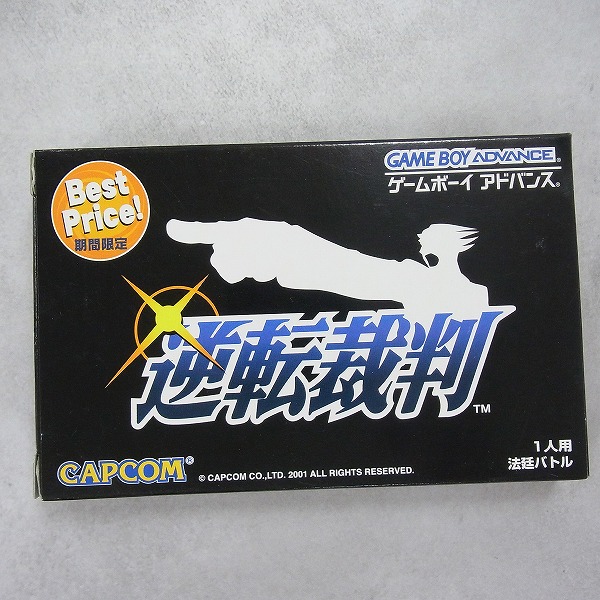 Best
Price!
期間限定
GAME BOY ADVANCE®
ゲームボーイ アドバンス®
逆転裁判™
1人用
法廷バトル
CAPCOM®
© CAPCOM CO.,LTD. 2001 ALL RIGHTS RESERVED.